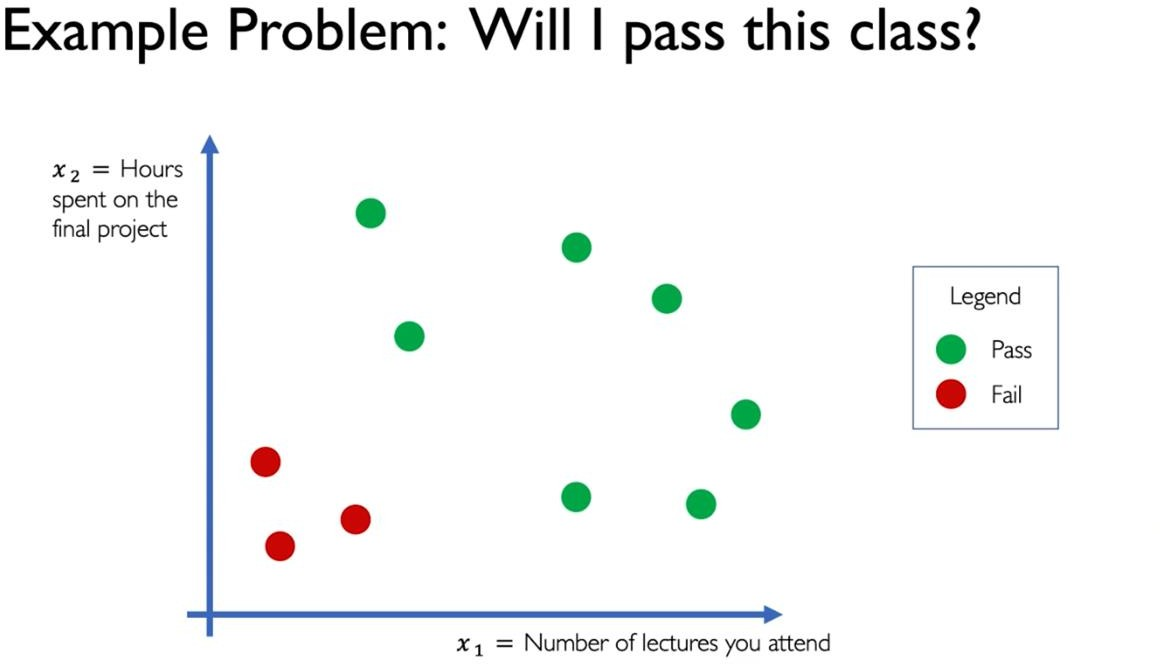 Example Problem: Will I pass this class?
x₂ = Hours
spent on the
final project
Legend
Pass
Fail
x₁ = Number of lectures you attend